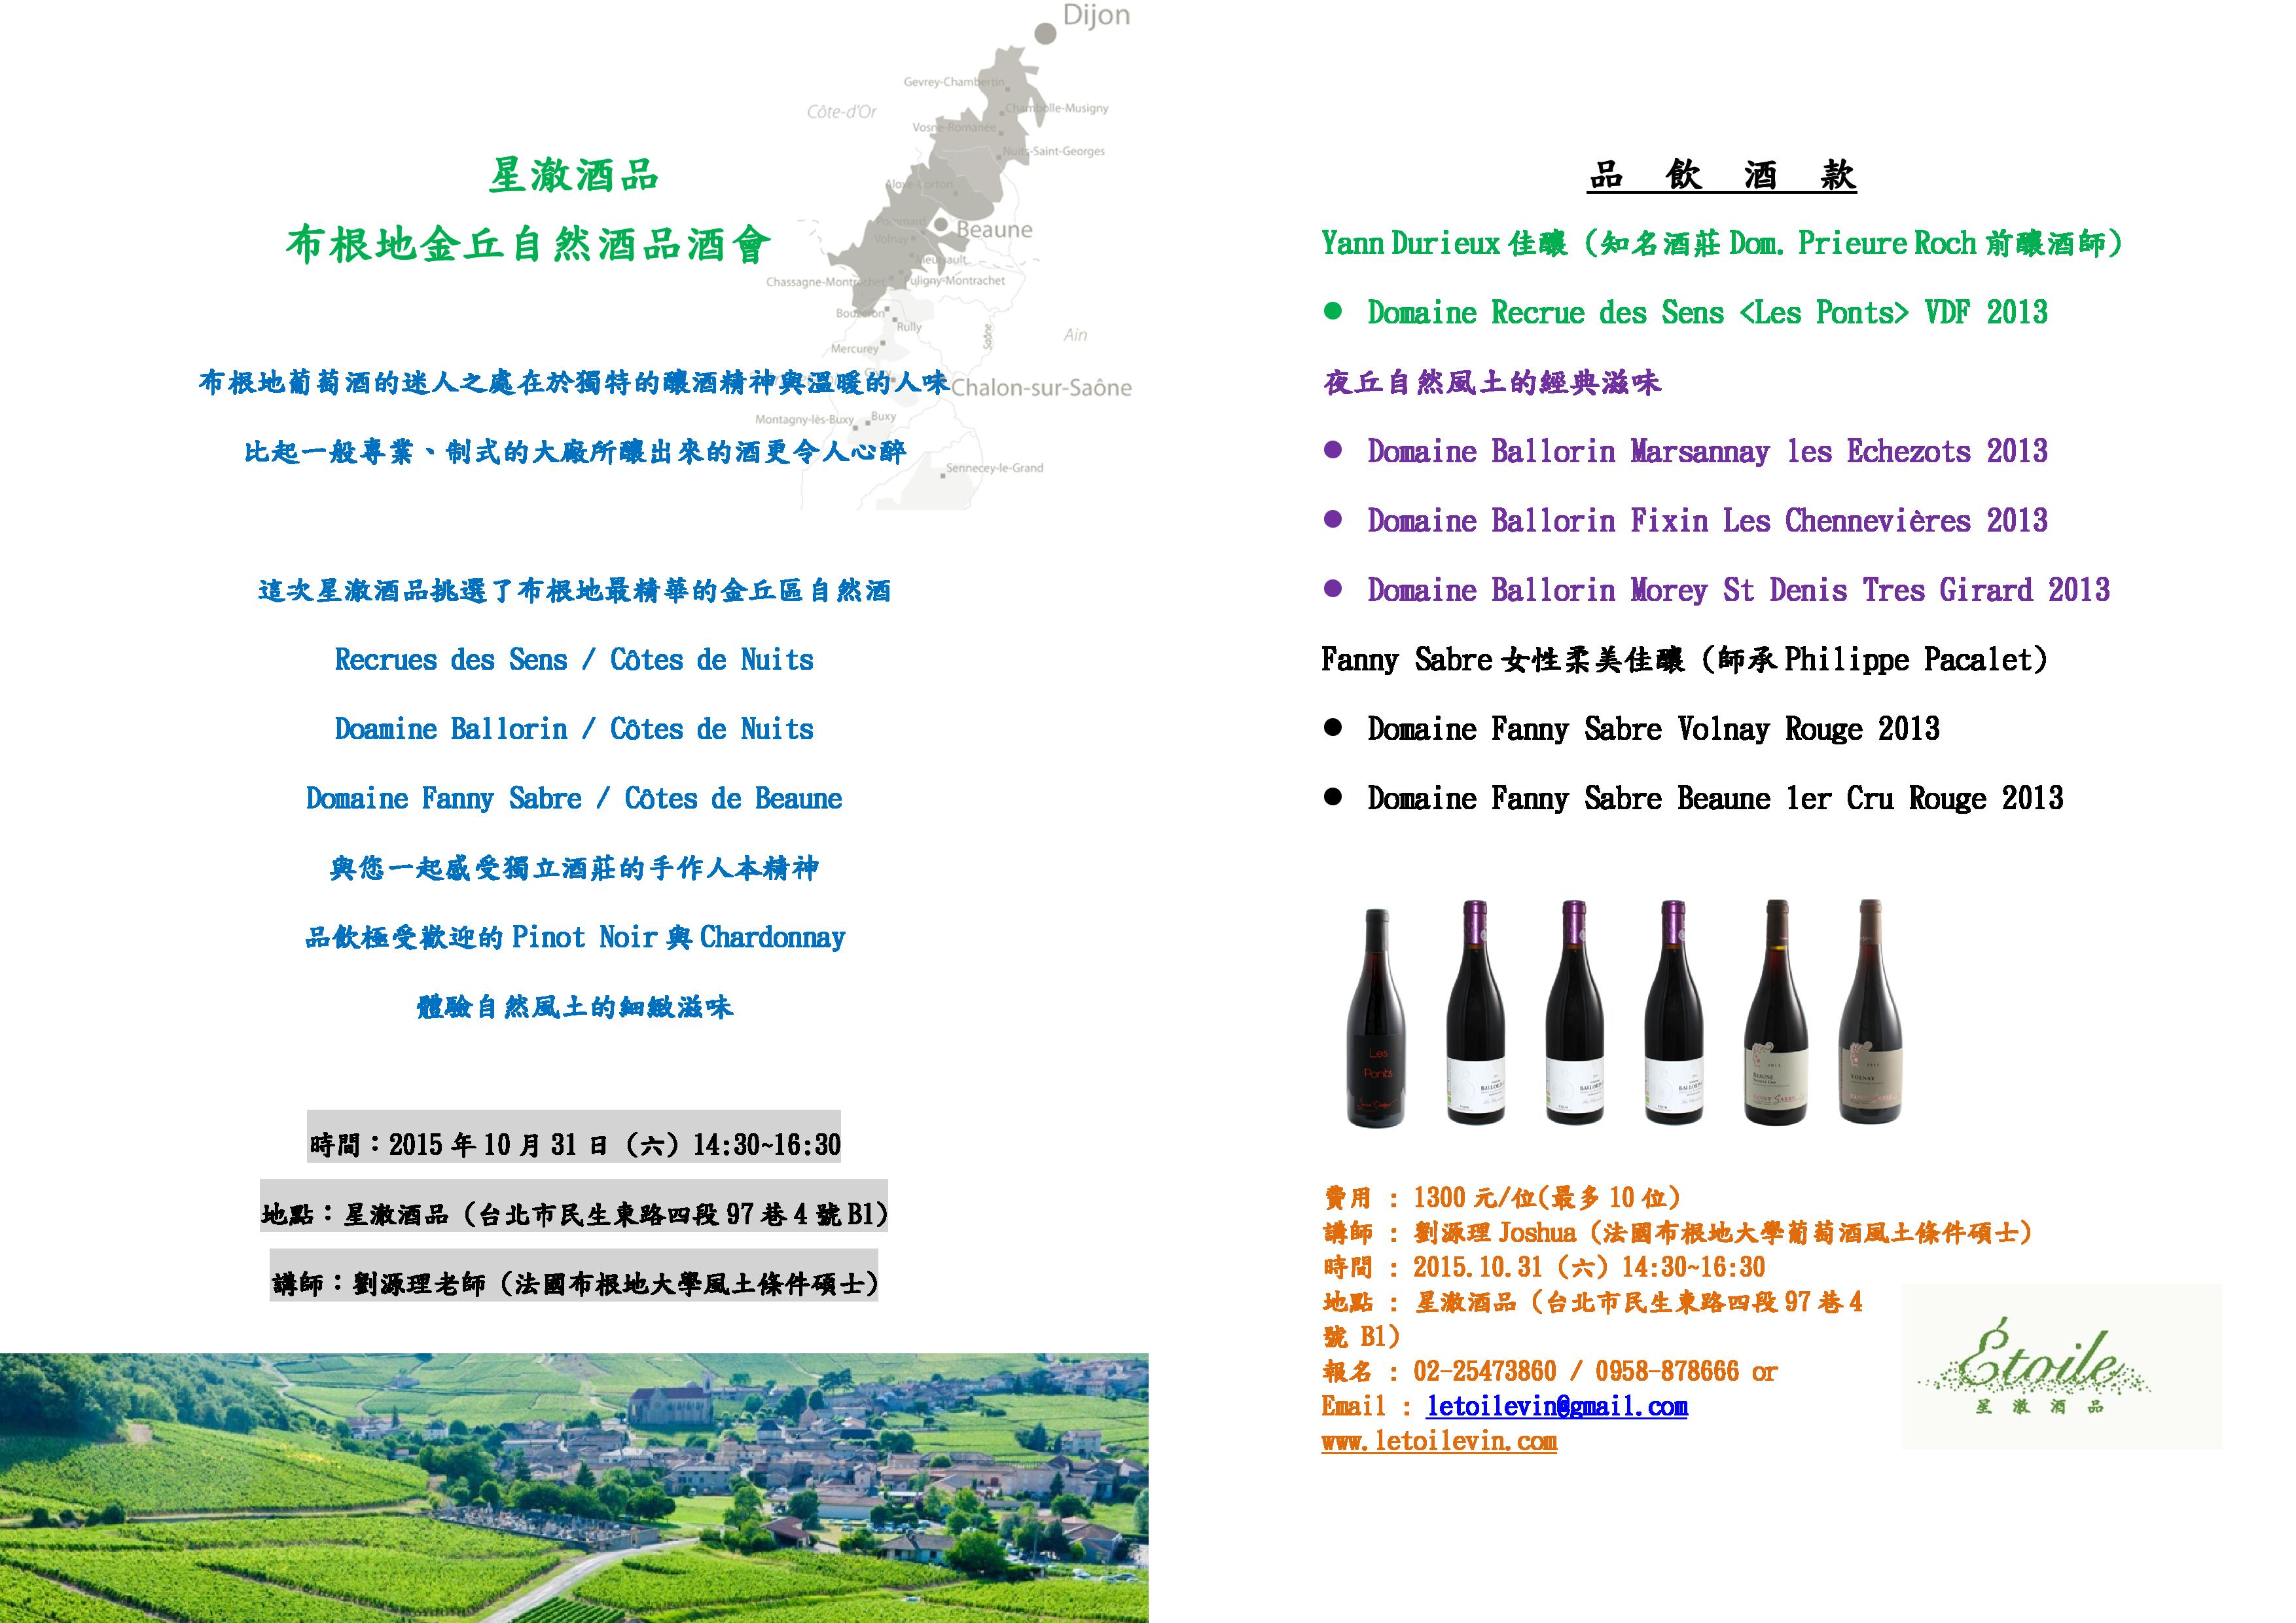 Dijon
Gevrey-Chambertin
Côte-d'Or
Chambolle-Musigny
Vosne-Romanée
Nuits-Saint-Georges
Aloxe-Corton
Pommard
Beaune
Volnay
Meursault
Chassagne-Montrachet
Puligny-Montrachet
Bouzeron
Rully
Saône
Ain
Mercurey
Chalon-sur-Saône
Montagny-lès-Buxy
Buxy
Sennecey-le-Grand
星澈酒品
布根地金丘自然酒品酒會
布根地葡萄酒的迷人之處在於獨特的釀酒精神與溫暖的人味
比起一般專業、制式的大廠所釀出來的酒更令人心醉
這次星澈酒品挑選了布根地最精華的金丘區自然酒
Recrues des Sens / Côtes de Nuits
Doamine Ballorin / Côtes de Nuits
Domaine Fanny Sabre / Côtes de Beaune
與您一起感受獨立酒莊的手作人本精神
品飲極受歡迎的 Pinot Noir 與 Chardonnay
體驗自然風土的細緻滋味
時間：2015 年 10 月 31 日 (六) 14:30~16:30
地點：星澈酒品 (台北市民生東路四段 97 巷 4 號 B1)
講師：劉源理老師 (法國布根地大學風土條件碩士)
品 飲 酒 款
Yann Durieux 佳釀 (知名酒莊 Dom. Prieure Roch 前釀酒師)
● Domaine Recrue des Sens <Les Ponts> VDF 2013
夜丘自然風土的經典滋味
● Domaine Ballorin Marsannay les Echezots 2013
● Domaine Ballorin Fixin Les Chennevières 2013
● Domaine Ballorin Morey St Denis Tres Girard 2013
Fanny Sabre 女性柔美佳釀 (師承 Philippe Pacalet)
● Domaine Fanny Sabre Volnay Rouge 2013
● Domaine Fanny Sabre Beaune 1er Cru Rouge 2013
Les
Ponts
BALLORIN
BALLORIN
BALLORIN
BEAUNE
FANNY SABRE
VOLNAY
FANNY SABRE
費用 : 1300 元/位(最多 10 位)
講師 : 劉源理 Joshua (法國布根地大學葡萄酒風土條件碩士)
時間 : 2015.10.31 (六) 14:30~16:30
地點 : 星澈酒品 (台北市民生東路四段 97 巷 4
號 B1)
報名 : 02-25473860 / 0958-878666 or
Email : letoilevin@gmail.com
www.letoilevin.com
Étoile
星澈酒品